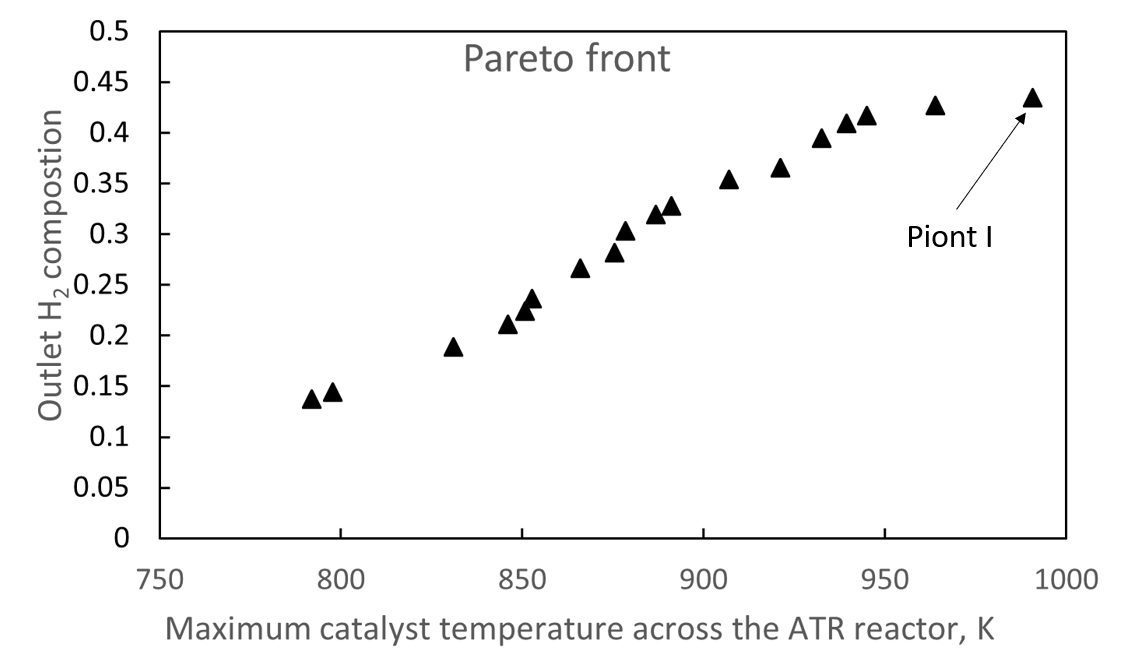 Pareto front
0.5
0.45
0.4
0.35
0.3
0.25
0.2
0.15
0.1
0.05
0
Outlet H₂ compostion
Piont I
750 800 850 900 950 1000
Maximum catalyst temperature across the ATR reactor, K